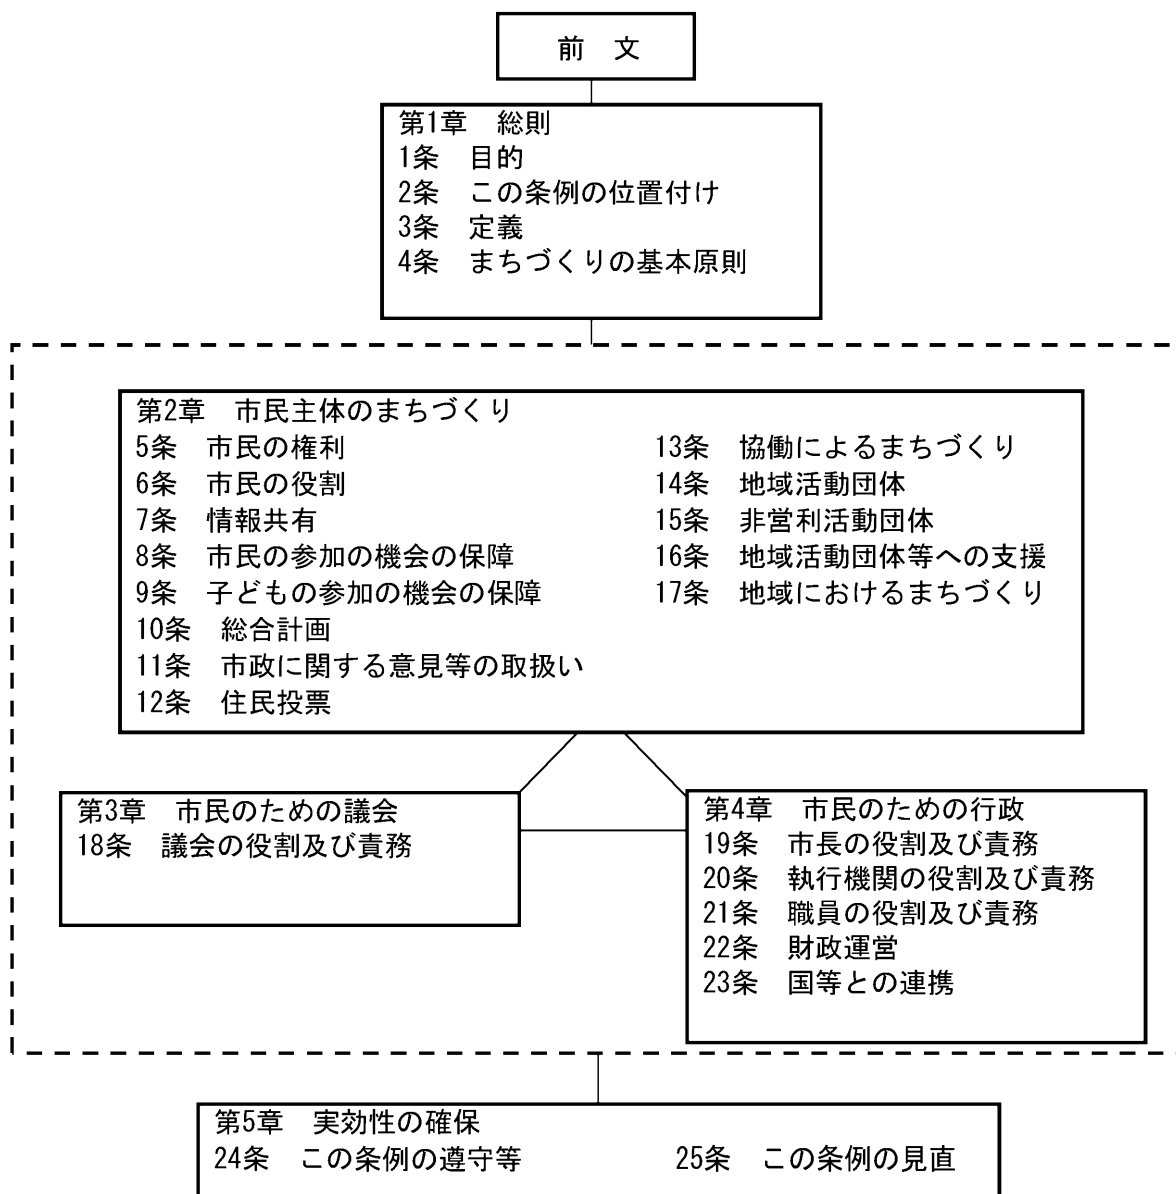 前　文
第1章　総則
1条　目的
2条　この条例の位置付け
3条　定義
4条　まちづくりの基本原則
第2章　市民主体のまちづくり
5条　市民の権利
6条　市民の役割
7条　情報共有
8条　市民の参加の機会の保障
9条　子どもの参加の機会の保障
10条　総合計画
11条　市政に関する意見等の取扱い
12条　住民投票
13条　協働によるまちづくり
14条　地域活動団体
15条　非営利活動団体
16条　地域活動団体等への支援
17条　地域におけるまちづくり
第3章　市民のための議会
18条　議会の役割及び責務
第4章　市民のための行政
19条　市長の役割及び責務
20条　執行機関の役割及び責務
21条　職員の役割及び責務
22条　財政運営
23条　国等との連携
第5章　実効性の確保
24条　この条例の遵守等
25条　この条例の見直